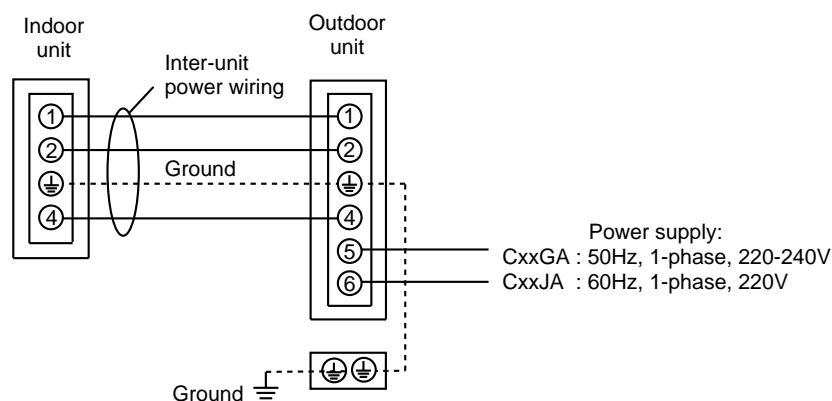 Indoor
unit
Outdoor
unit
Inter-unit
power wiring
1
1
2
2
Ground
4
4
5
6
Power supply:
CxxGA : 50Hz, 1-phase, 220-240V
CxxJA : 60Hz, 1-phase, 220V
Ground